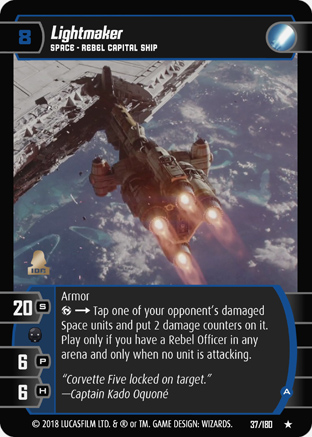 8
Lightmaker
SPACE - REBEL CAPITAL SHIP
ION
20 S
6 P
6 H
Armor
→ Tap one of your opponent's damaged
Space units and put 2 damage counters on it.
Play only if you have a Rebel Officer in any
arena and only when no unit is attacking.
"Corvette Five locked on target."
—Captain Kado Oquoné
A
© 2018 LUCASFILM LTD. & ® or TM. GAME DESIGN: WIZARDS.
37/180 ★